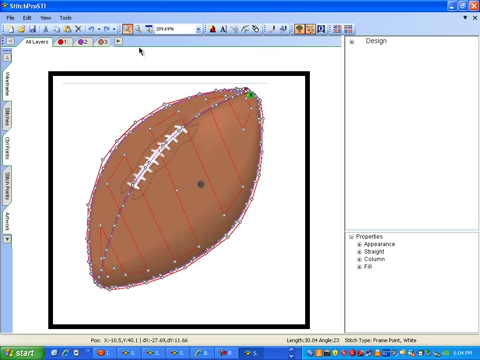 StitchProSTI
File Edit View Tools
209.69%
All Layers 1 2 3
Design
Wireframe
Stitches
Ctrl Points
Stitch Points
Artwork
Properties
Appearance
Straight
Column
Fill
Pos: X:-10.5,Y:40.1 | dX:-27.69,dY:11.66 Length:30.04 Angle:23 Stitch Type: Frame Point, White
start 6:04 PM